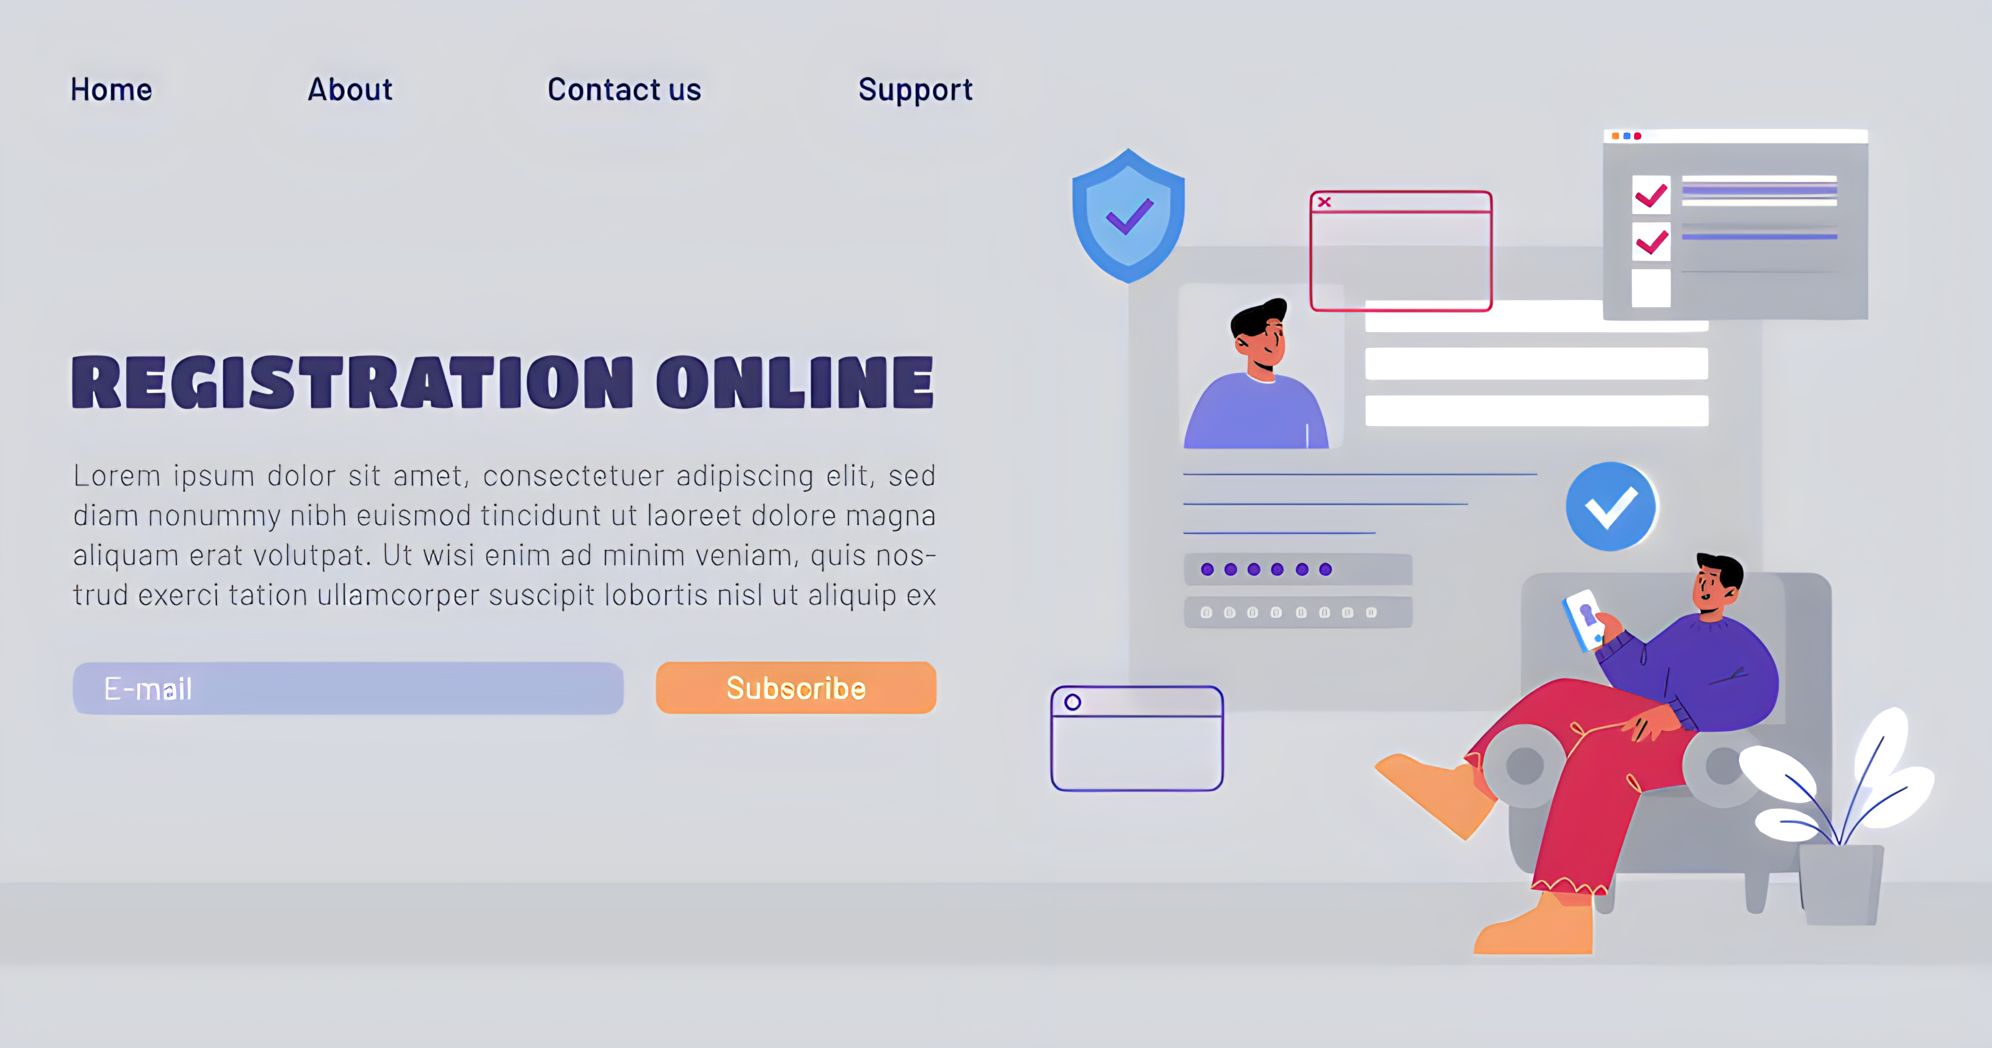 Home About Contact us Support
REGISTRATION ONLINE
Lorem ipsum dolor sit amet, consectetuer adipiscing elit, sed
diam nonummy nibh euismod tincidunt ut laoreet dolore magna
aliquam erat volutpat. Ut wisi enim ad minim veniam, quis nos-
trud exerci tation ullamcorper suscipit lobortis nisl ut aliquip ex
E-mail Subscribe